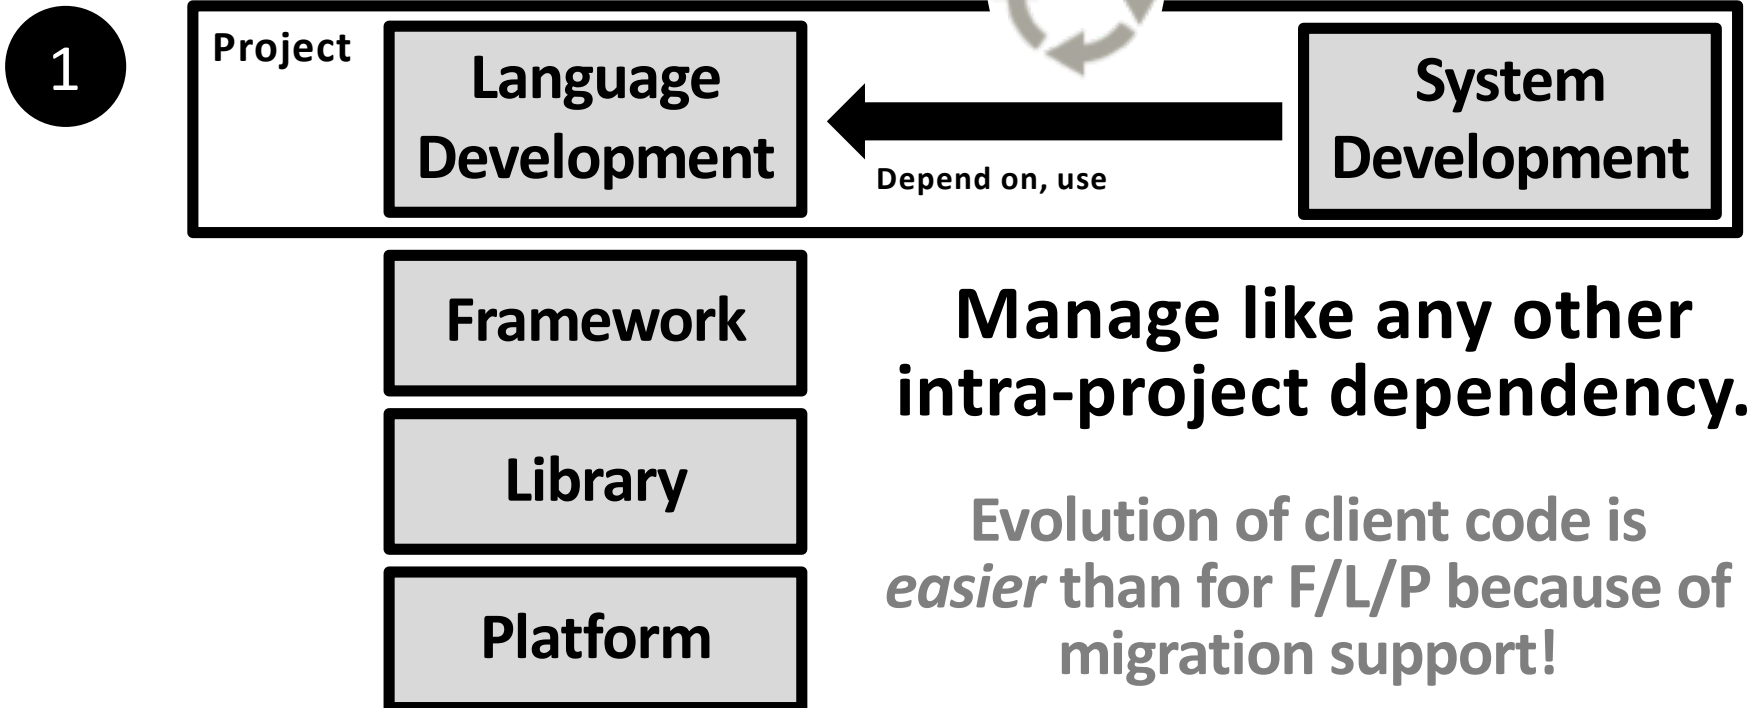 1
Project
Language
Development
Depend on, use
System
Development
Framework
Library
Platform
Manage like any other
intra-project dependency.
Evolution of client code is
easier than for F/L/P because of
migration support!